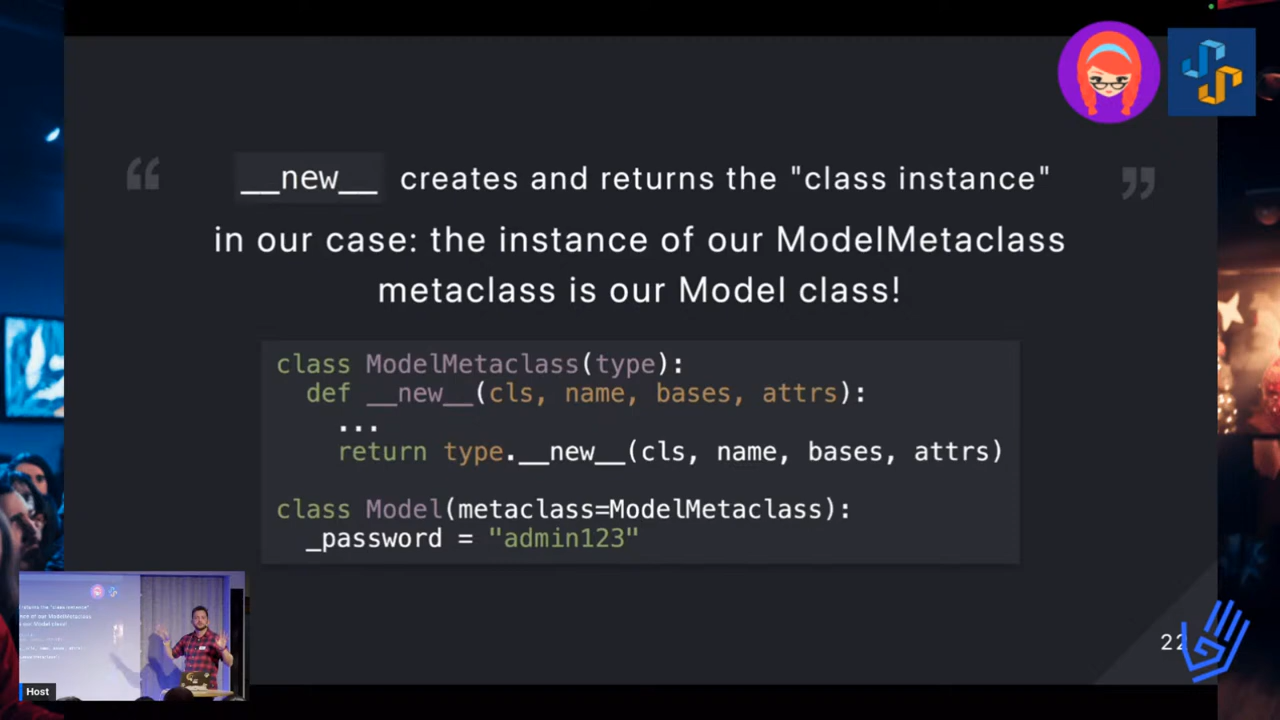 “ __new__ creates and returns the "class instance" ”
in our case: the instance of our ModelMetaclass
metaclass is our Model class!
class ModelMetaclass(type):
def __new__(cls, name, bases, attrs):
...
return type.__new__(cls, name, bases, attrs)
class Model(metaclass=ModelMetaclass):
_password = "admin123"
Host
22